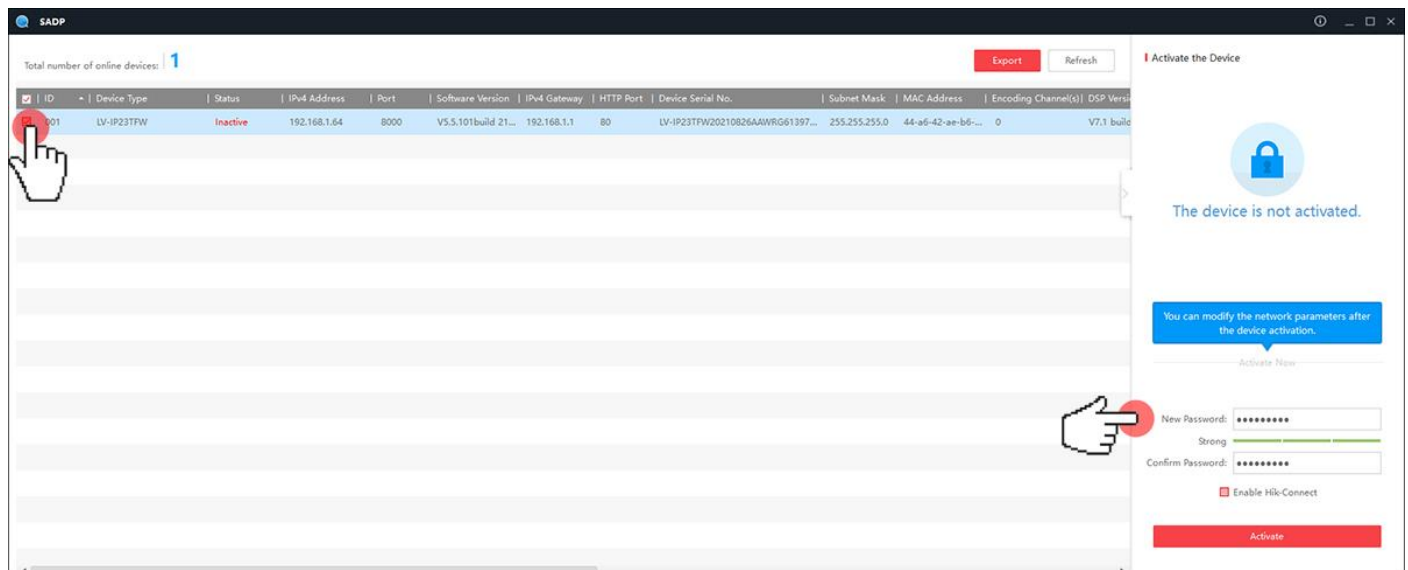 SADP
Total number of online devices: 1
Export
Refresh
ID | Device Type | Status | IPv4 Address | Port | Software Version | IPv4 Gateway | HTTP Port | Device Serial No. | Subnet Mask | MAC Address | Encoding Channel(s) | DSP Versi
001 LV-IP23TFW Inactive 192.168.1.64 8000 V5.5.101build 21... 192.168.1.1 80 LV-IP23TFW20210826AAWRG61397... 255.255.255.0 44-a6-42-ae-b6-... 0 V7.1 build
Activate the Device
The device is not activated.
You can modify the network parameters after
the device activation.
Activate Now
New Password: •••••••••
Strong
Confirm Password: •••••••••
Enable Hik-Connect
Activate